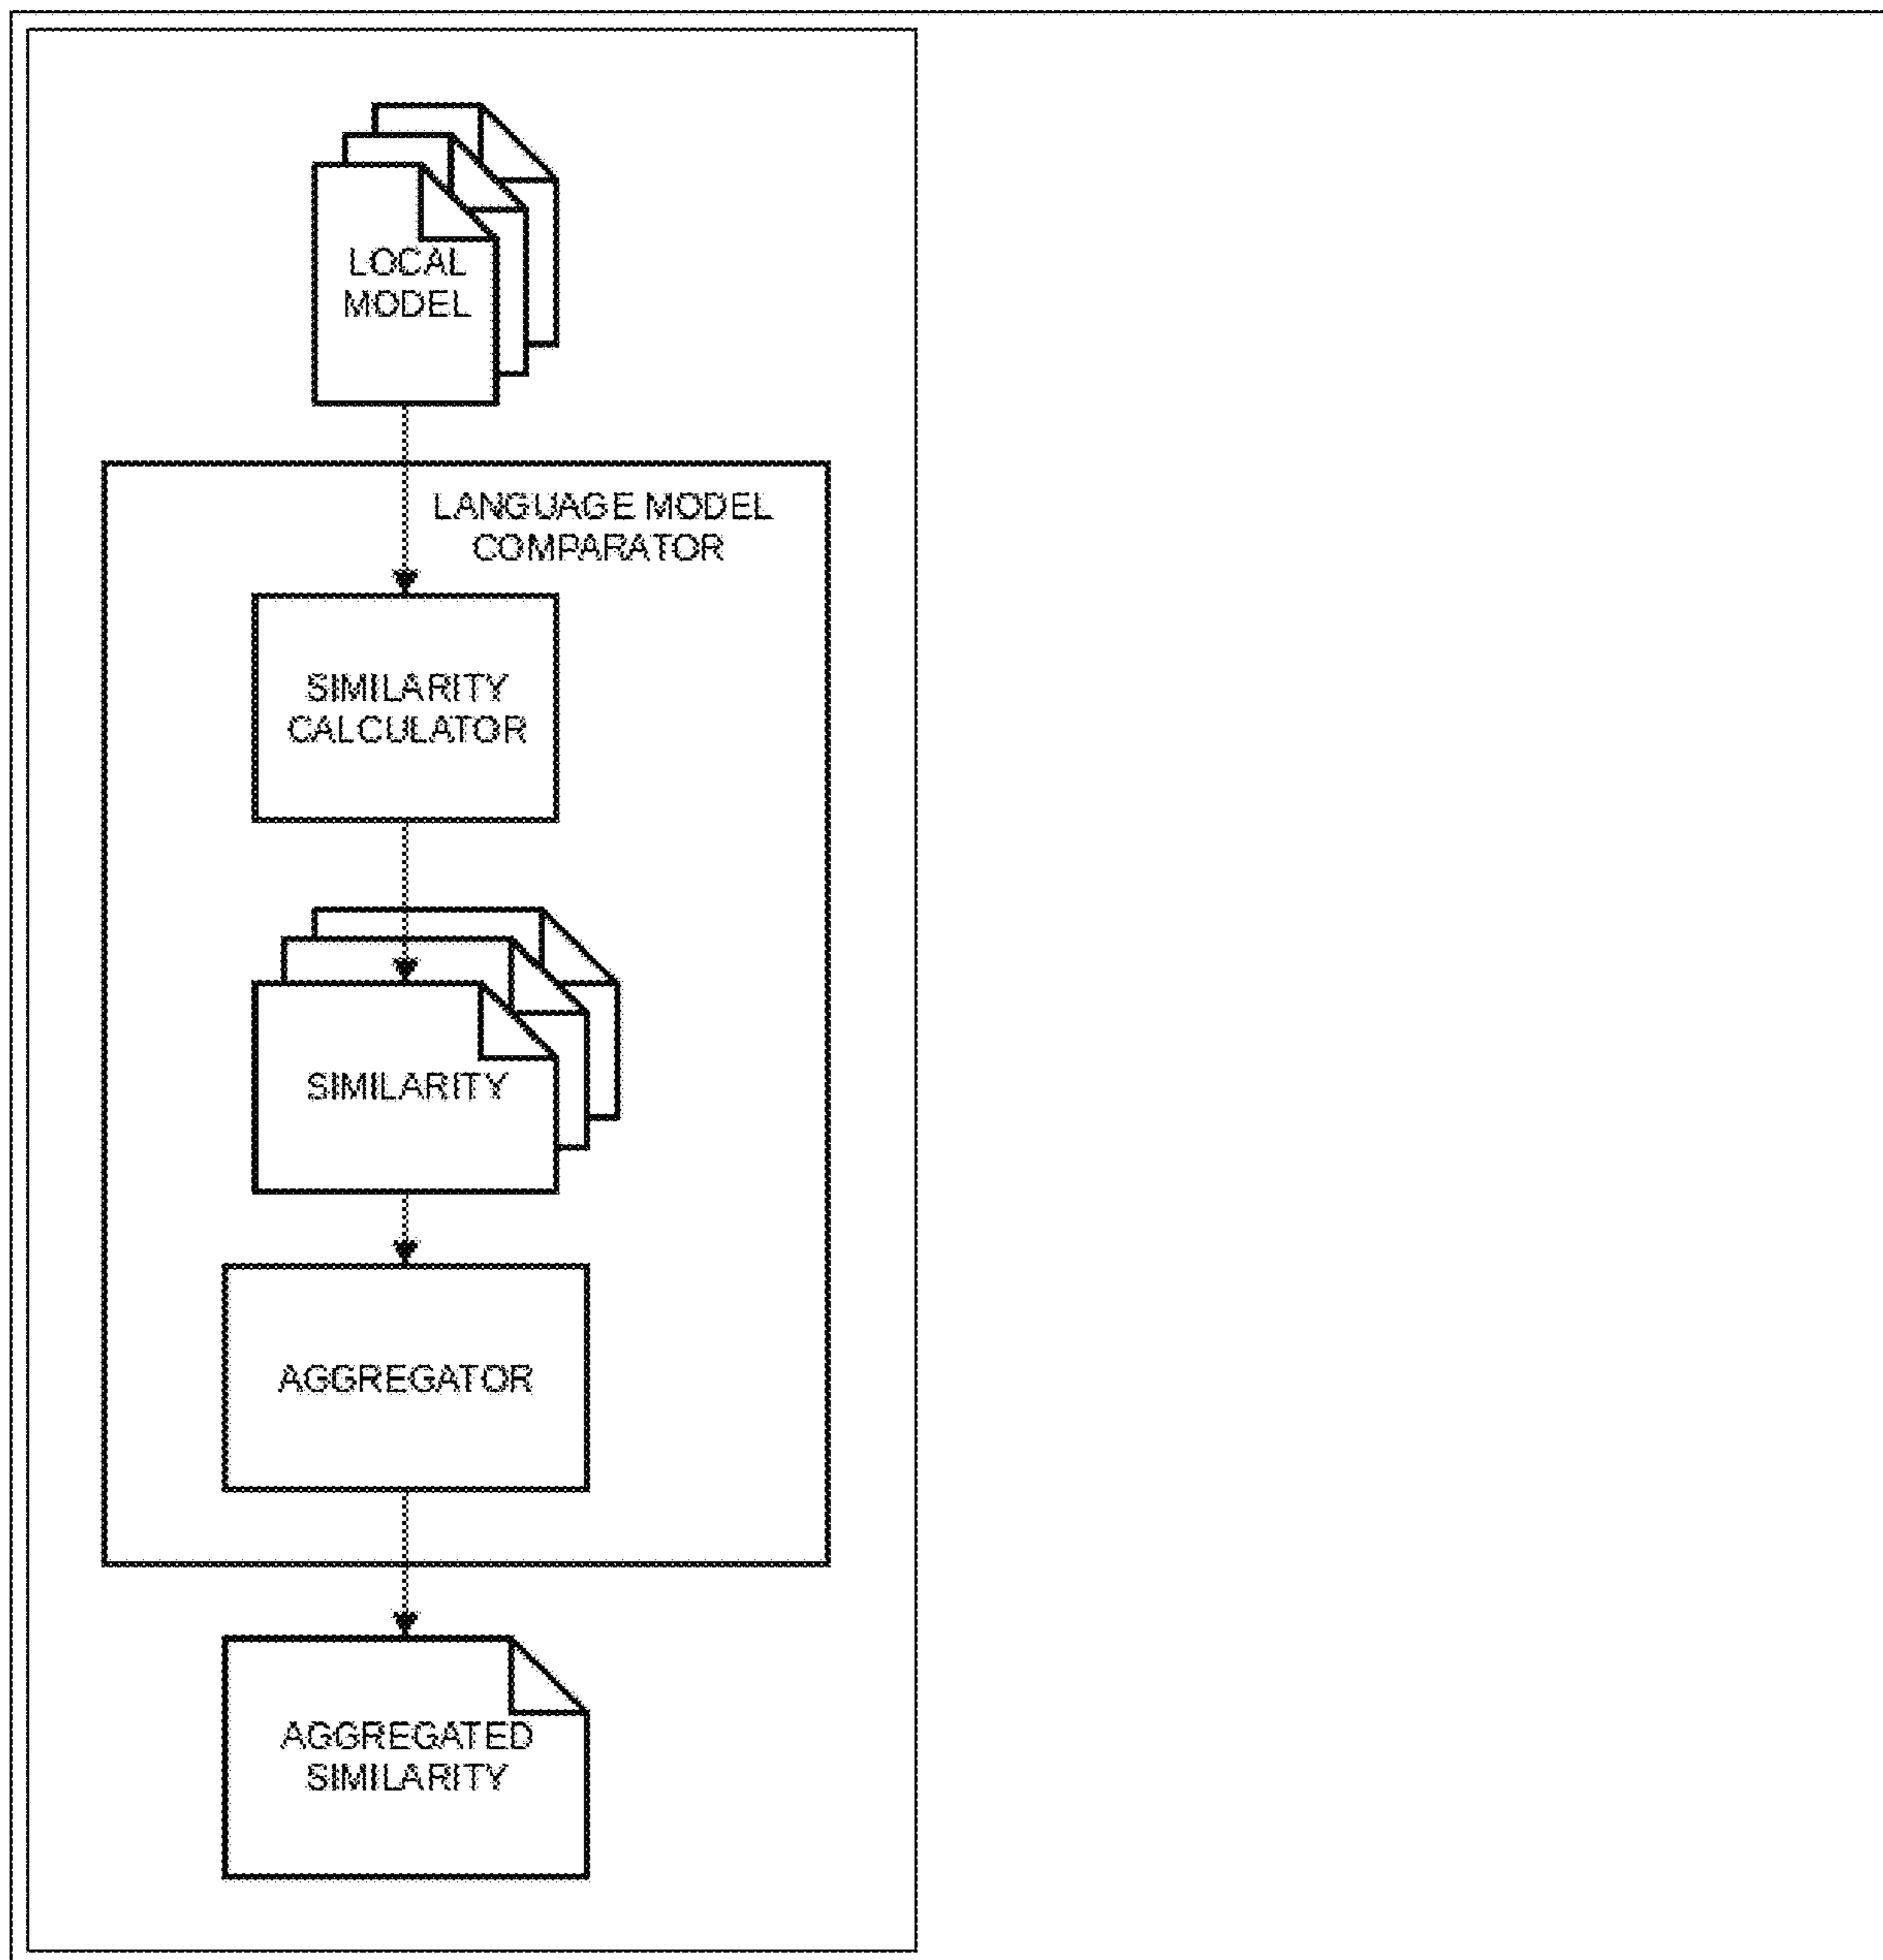 LOCAL
MODEL
LANGUAGE MODEL
COMPARATOR
SIMILARITY
CALCULATOR
SIMILARITY
AGGREGATOR
AGGREGATED
SIMILARITY